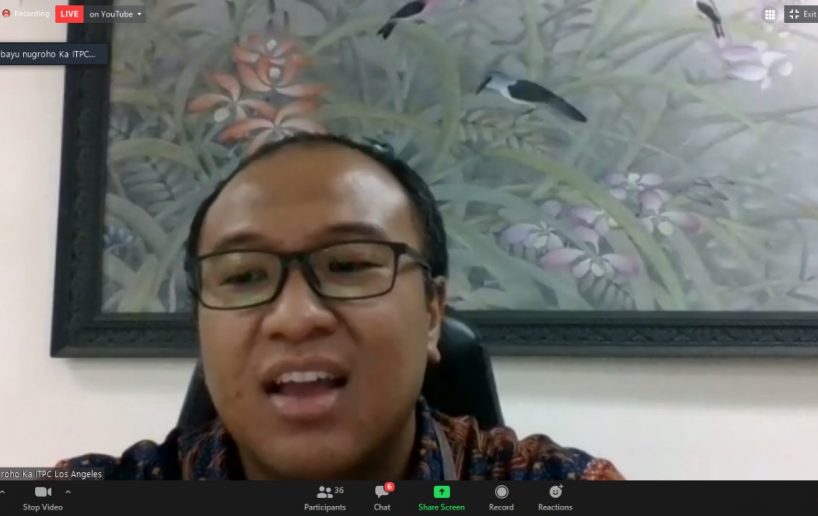 Recording
LIVE
on YouTube
Exit
bayu nugroho Ka ITPC...
roho Ka ITPC Los Angeles
36
6
Stop Video
Participants
Chat
Share Screen
Record
Reactions